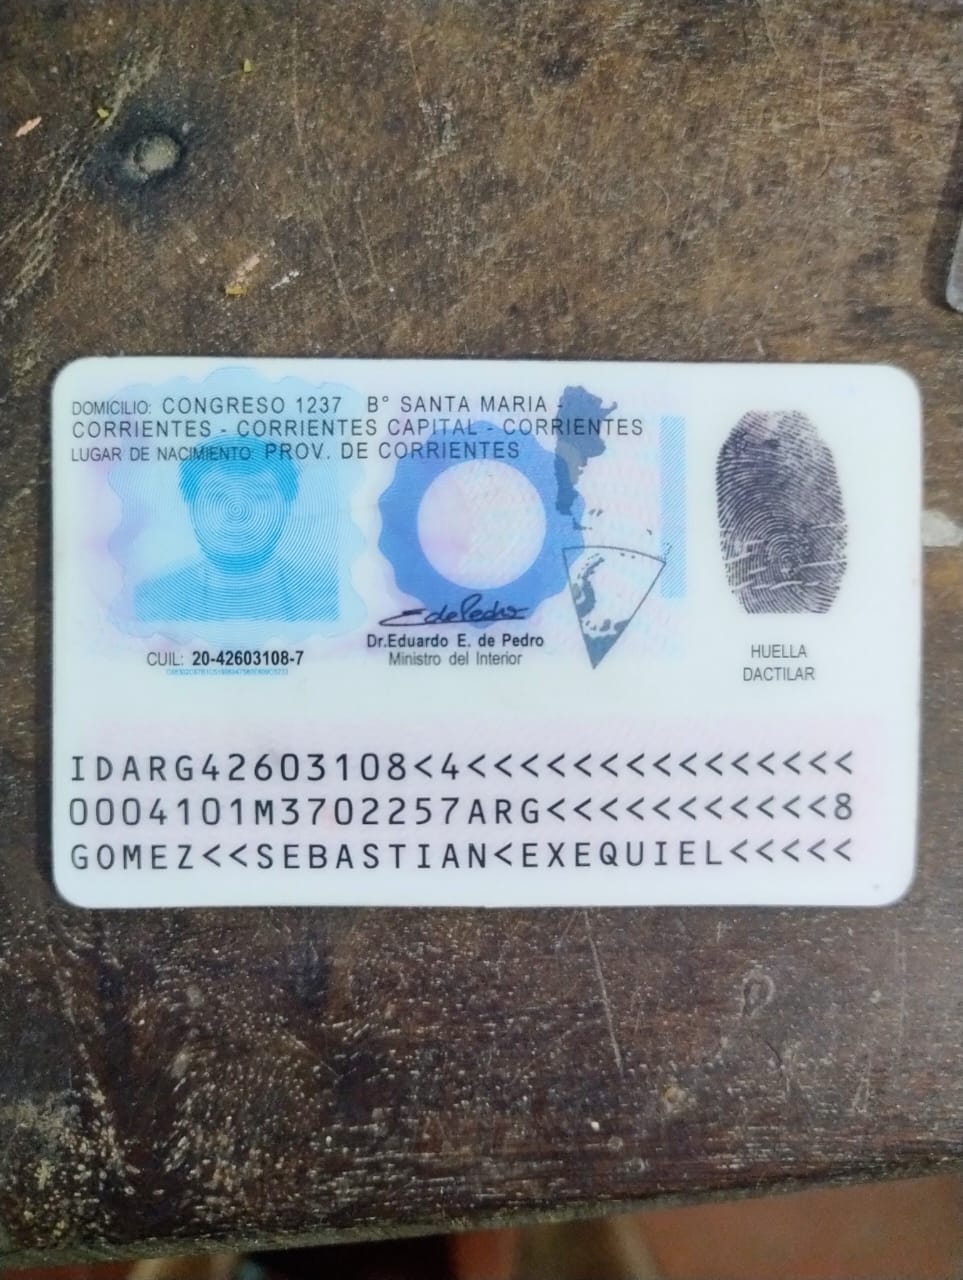 DOMICILIO: CONGRESO 1237 B° SANTA MARIA -
CORRIENTES - CORRIENTES CAPITAL - CORRIENTES
LUGAR DE NACIMIENTO PROV. DE CORRIENTES
EdePedro
Dr.Eduardo E. de Pedro
Ministro del Interior
CUIL: 20-42603108-7
HUELLA
DACTILAR
IDARG42603108<4<<<<<<<<<<<<<<<
0004101M3702257ARG<<<<<<<<<<<8
GOMEZ<<SEBASTIAN<EXEQUIEL<<<<<